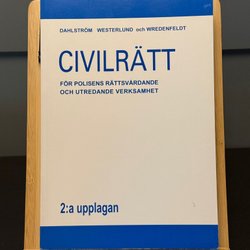 DAHLSTRÖM WESTERLUND och WREDENFELDT
CIVILRÄTT
FÖR POLISENS RÄTTSVÅRDANDE
OCH UTREDANDE VERKSAMHET
2:a upplagan